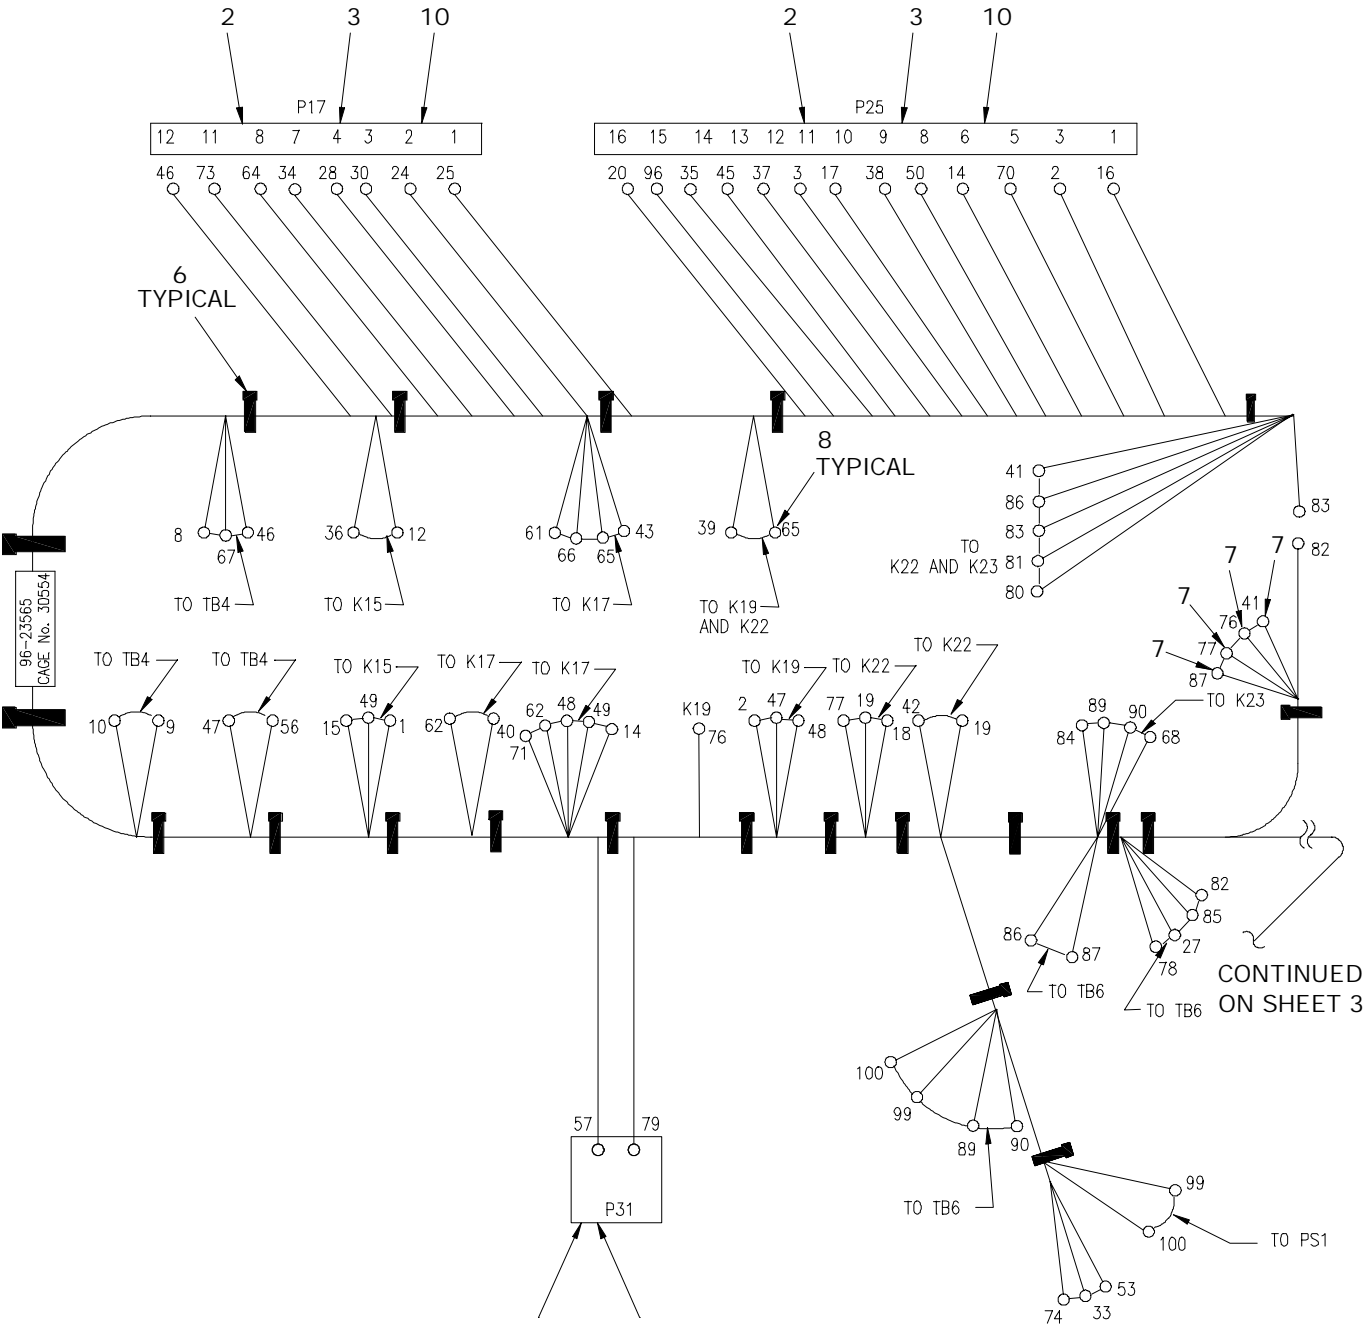 2 3 10 2 3 10
P17 P25
12 11 8 7 4 3 2 1 16 15 14 13 12 11 10 9 8 6 5 3 1
46 73 64 34 28 30 24 25 20 96 35 45 37 3 17 38 50 14 70 2 16
6
TYPICAL
8
TYPICAL
41
86
83
81
80
TO
K22 AND K23
83
82
8 67 46
TO TB4
36 12
TO K15
61 66 65 43
TO K17
39 65
TO K19
AND K22
7 7 7 7
41
76
77
87
96-23565
CAGE No. 3D554
TO TB4
10 9
TO TB4
47 56
TO K15
15 49 1
TO K17
62 40
TO K17
71 62 48 49 14
K19
76
TO K19
2 47 48
TO K22
77 19 18
TO K22
42 19
TO K23
84 89 90 68
82
85
27
78
TO TB6
86 87
TO TB6
CONTINUED
ON SHEET 3
100
99
89 90
TO TB6
57 79
P31
99
100
TO PS1
53
33
74